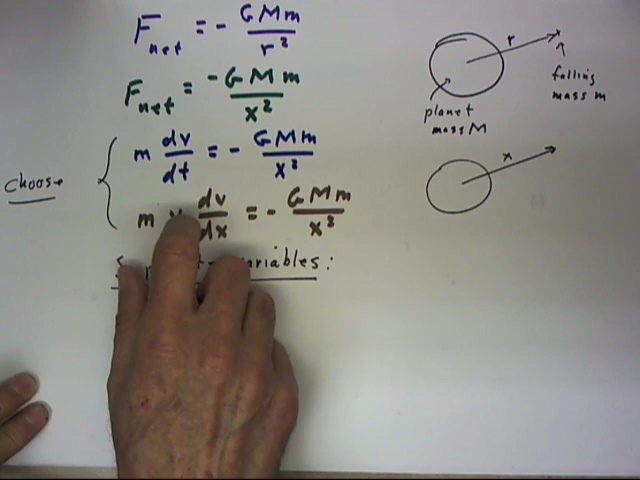 F_net = - GMm / r²
F_net = -GMm / x²
choose
m dv/dt = - GMm / x²
m v dv/dx = - GMm / x²
variables:
r
falling
mass m
planet
mass M
x